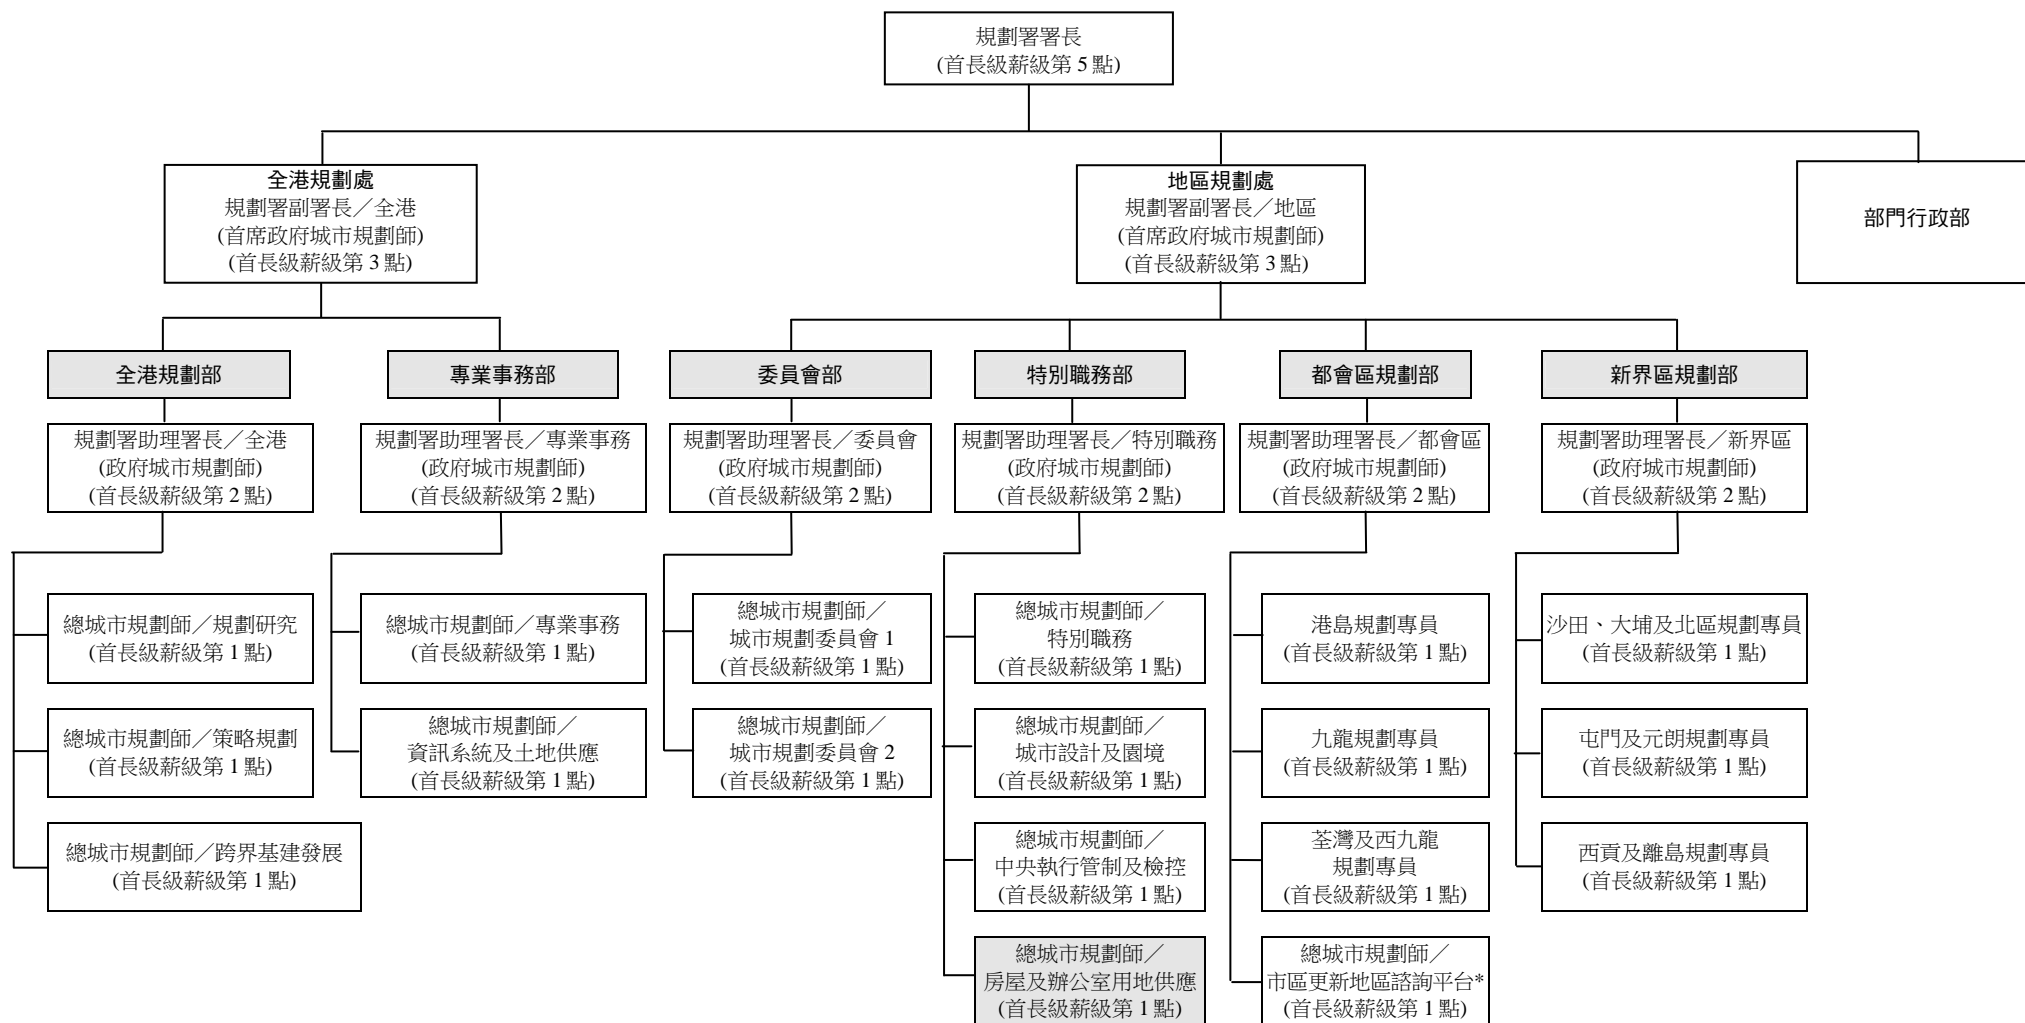 規劃署署長
(首長級薪級第 5 點)
全港規劃處
規劃署副署長／全港
(首席政府城市規劃師)
(首長級薪級第 3 點)
地區規劃處
規劃署副署長／地區
(首席政府城市規劃師)
(首長級薪級第 3 點)
部門行政部
全港規劃部
專業事務部
委員會部
特別職務部
都會區規劃部
新界區規劃部
規劃署助理署長／全港
(政府城市規劃師)
(首長級薪級第 2 點)
規劃署助理署長／專業事務
(政府城市規劃師)
(首長級薪級第 2 點)
規劃署助理署長／委員會
(政府城市規劃師)
(首長級薪級第 2 點)
規劃署助理署長／特別職務
(政府城市規劃師)
(首長級薪級第 2 點)
規劃署助理署長／都會區
(政府城市規劃師)
(首長級薪級第 2 點)
規劃署助理署長／新界區
(政府城市規劃師)
(首長級薪級第 2 點)
總城市規劃師／規劃研究
(首長級薪級第 1 點)
總城市規劃師／專業事務
(首長級薪級第 1 點)
總城市規劃師／
城市規劃委員會 1
(首長級薪級第 1 點)
總城市規劃師／
特別職務
(首長級薪級第 1 點)
港島規劃專員
(首長級薪級第 1 點)
沙田、大埔及北區規劃專員
(首長級薪級第 1 點)
總城市規劃師／策略規劃
(首長級薪級第 1 點)
總城市規劃師／
資訊系統及土地供應
(首長級薪級第 1 點)
總城市規劃師／
城市規劃委員會 2
(首長級薪級第 1 點)
總城市規劃師／
城市設計及園境
(首長級薪級第 1 點)
九龍規劃專員
(首長級薪級第 1 點)
屯門及元朗規劃專員
(首長級薪級第 1 點)
總城市規劃師／跨界基建發展
(首長級薪級第 1 點)
總城市規劃師／
中央執行管制及檢控
(首長級薪級第 1 點)
荃灣及西九龍
規劃專員
(首長級薪級第 1 點)
西貢及離島規劃專員
(首長級薪級第 1 點)
總城市規劃師／
房屋及辦公室用地供應
(首長級薪級第 1 點)
總城市規劃師／
市區更新地區諮詢平台*
(首長級薪級第 1 點)